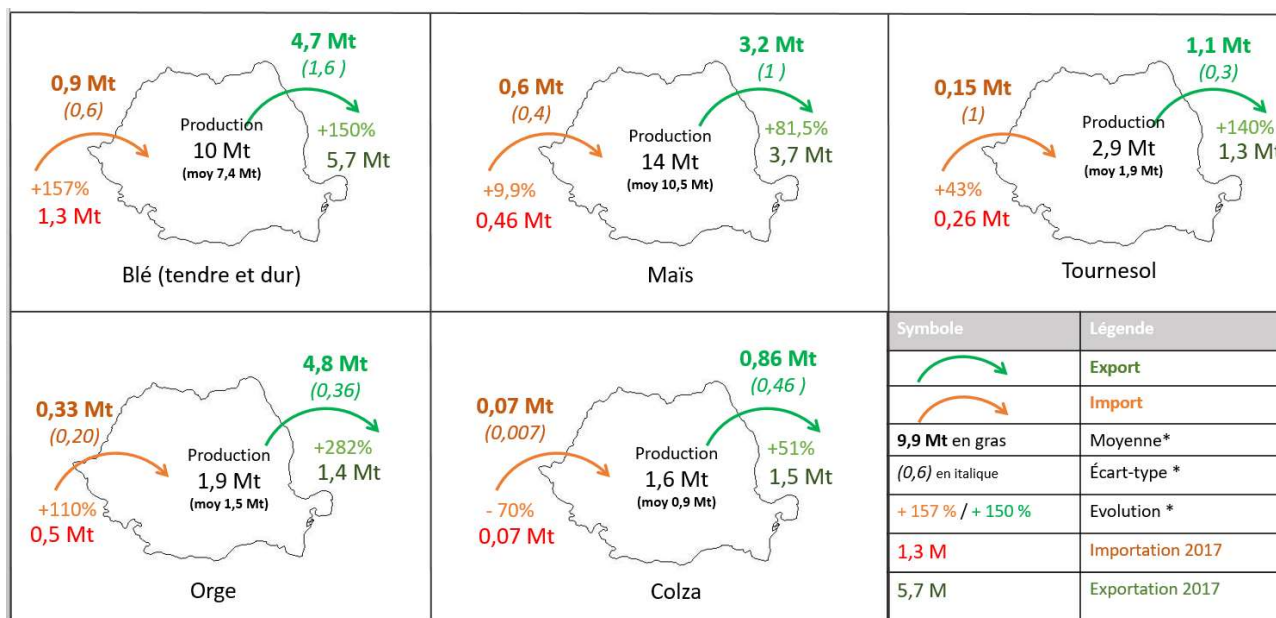 4,7 Mt
(1,6 )
0,9 Mt
(0,6)
Production
10 Mt
(moy 7,4 Mt)
+150%
5,7 Mt
+157%
1,3 Mt
Blé (tendre et dur)
3,2 Mt
(1 )
0,6 Mt
(0,4)
Production
14 Mt
(moy 10,5 Mt)
+81,5%
3,7 Mt
+9,9%
0,46 Mt
Maïs
1,1 Mt
(0,3)
0,15 Mt
(1)
Production
2,9 Mt
(moy 1,9 Mt)
+140%
1,3 Mt
+43%
0,26 Mt
Tournesol
4,8 Mt
(0,36)
0,33 Mt
(0,20)
Production
1,9 Mt
(moy 1,5 Mt)
+282%
1,4 Mt
+110%
0,5 Mt
Orge
0,86 Mt
(0,46 )
0,07 Mt
(0,007)
Production
1,6 Mt
(moy 0,9 Mt)
+51%
1,5 Mt
- 70%
0,07 Mt
Colza
Symbole Légende
Export
Import
9,9 Mt en gras Moyenne*
(0,6) en italique Écart-type *
+ 157 % / + 150 % Evolution *
1,3 M Importation 2017
5,7 M Exportation 2017